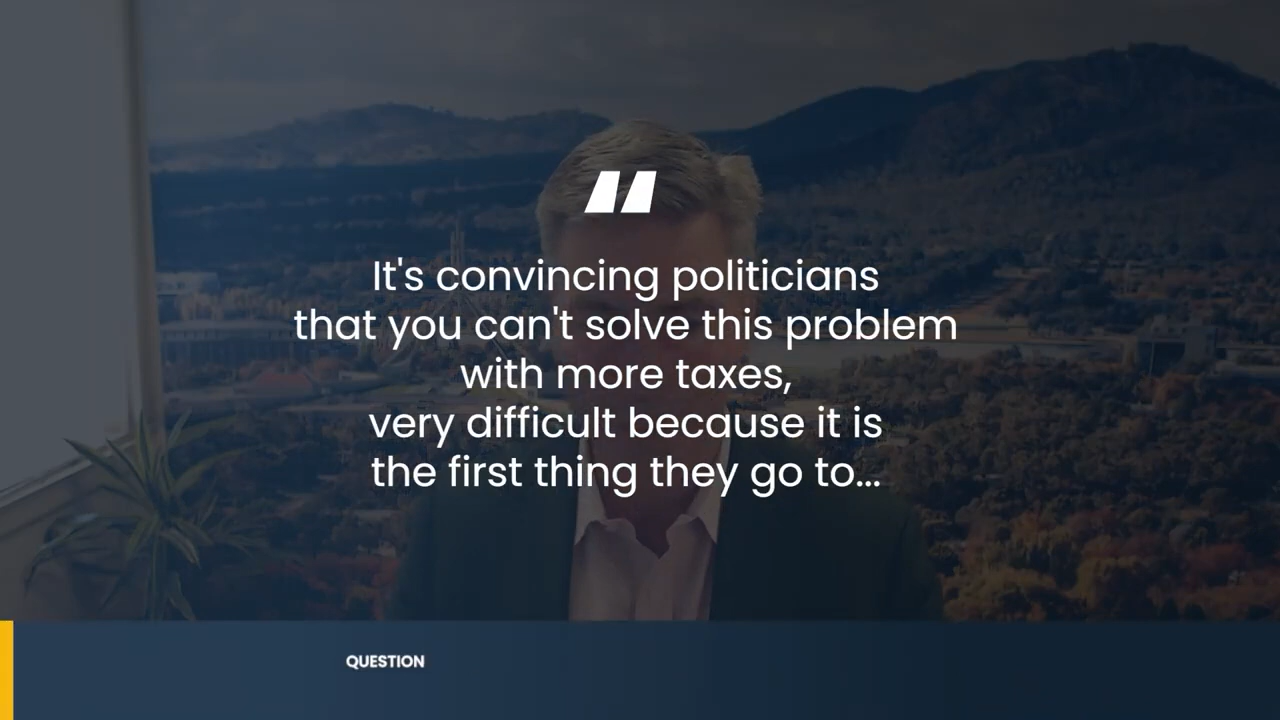 "
It's convincing politicians
that you can't solve this problem
with more taxes,
very difficult because it is
the first thing they go to...
QUESTION